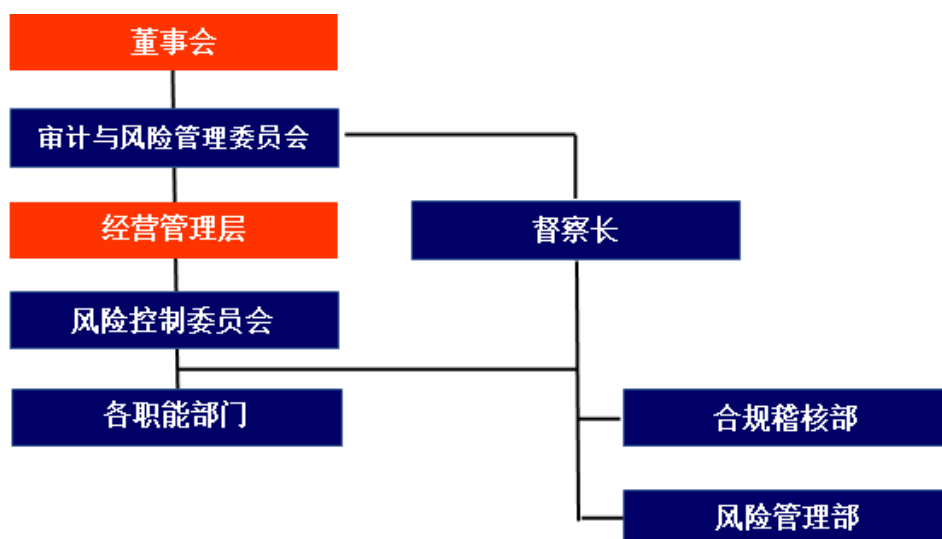 董事会
审计与风险管理委员会
经营管理层
督察长
风险控制委员会
各职能部门
合规稽核部
风险管理部